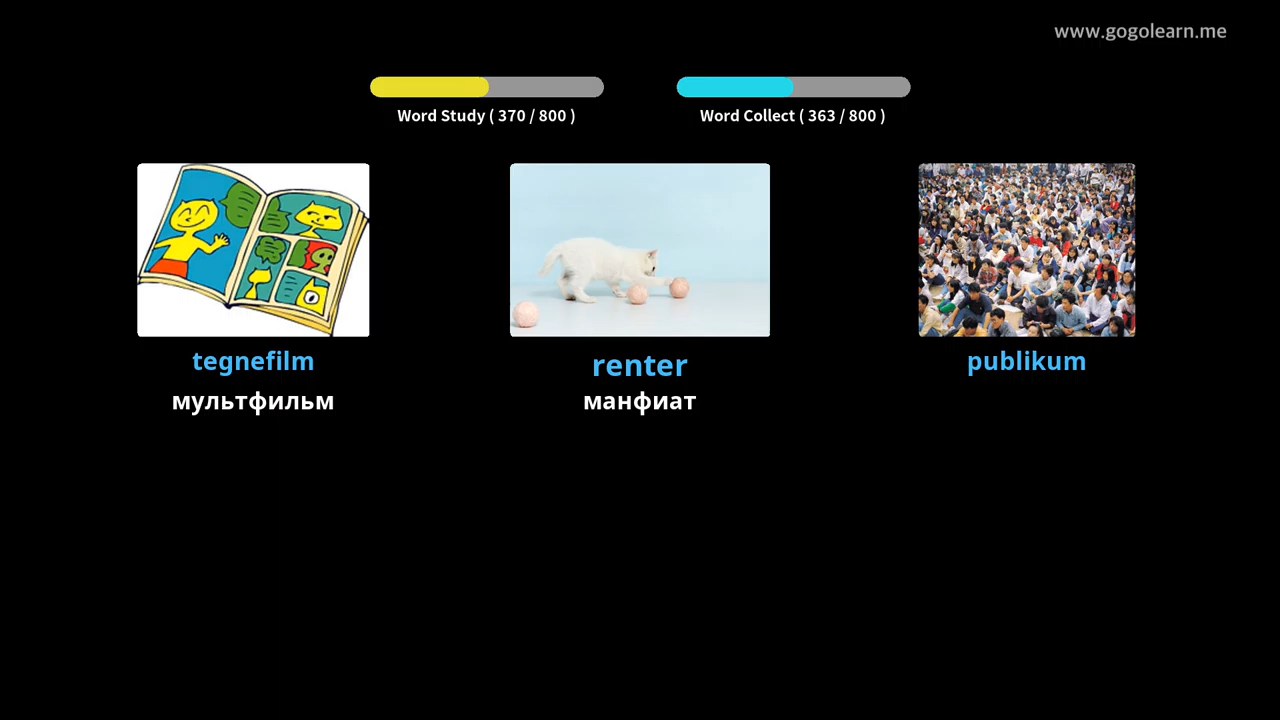 www.gogolearn.me
Word Study ( 370 / 800 )
Word Collect ( 363 / 800 )
tegnefilm
renter
publikum
мультфильм
манфиат